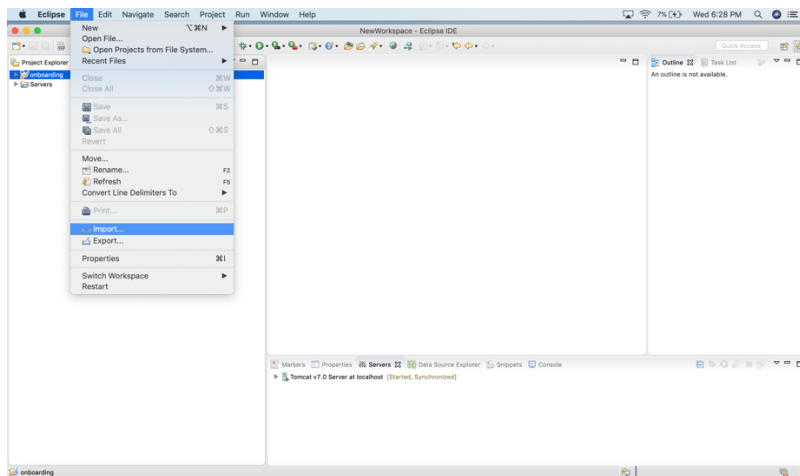 Eclipse File Edit Navigate Search Project Run Window Help 7% Wed 6:28 PM
NewWorkspace - Eclipse IDE
Quick Access
Project Explorer
onboarding
Servers
New ⌥⌘N
Open File...
Open Projects from File System...
Recent Files
Close ⌘W
Close All ⇧⌘W
Save ⌘S
Save As...
Save All ⇧⌘S
Revert
Move...
Rename... F2
Refresh F5
Convert Line Delimiters To
Print... ⌘P
Import...
Export...
Properties ⌘I
Switch Workspace
Restart
Outline Task List
An outline is not available.
Markers Properties Servers Data Source Explorer Snippets Console
Tomcat v7.0 Server at localhost [Started, Synchronized]
onboarding